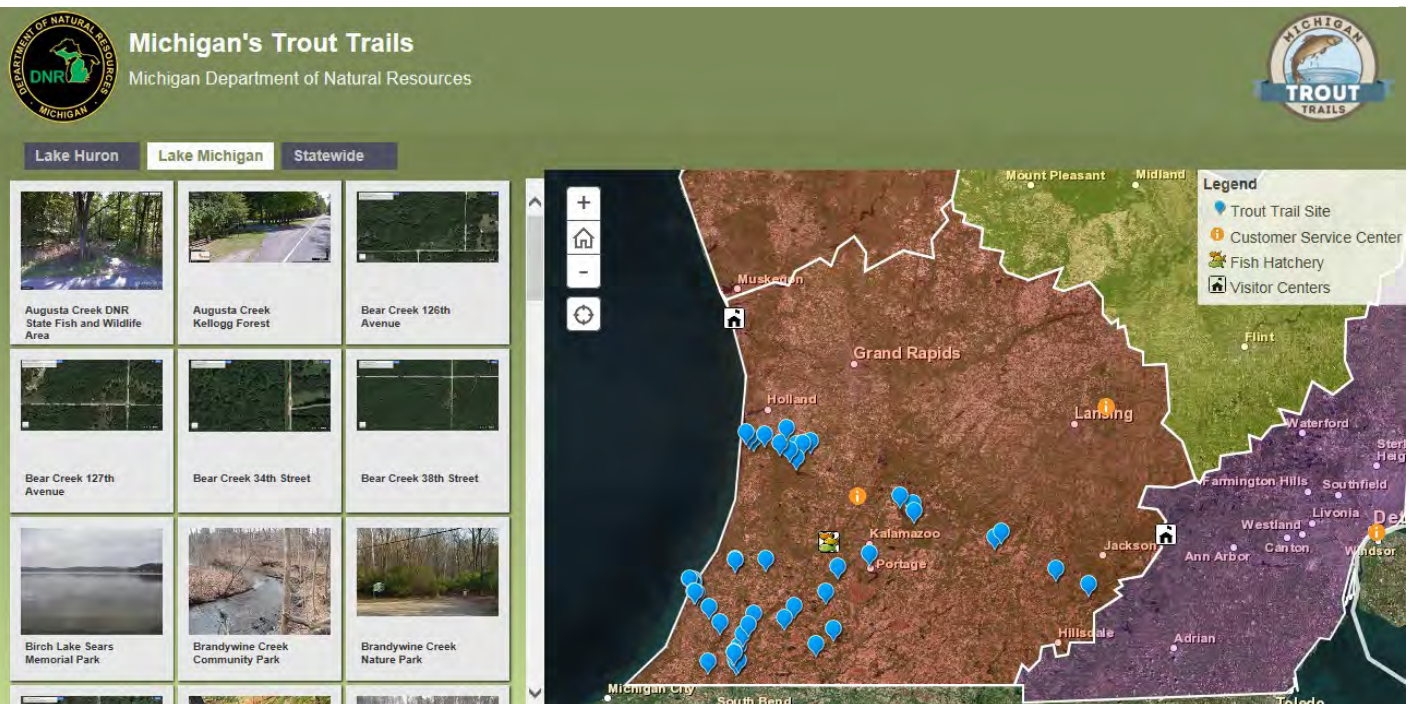 DEPARTMENT OF NATURAL RESOURCES
DNR
MICHIGAN
Michigan's Trout Trails
Michigan Department of Natural Resources
MICHIGAN
TROUT
TRAILS
Lake Huron
Lake Michigan
Statewide
Augusta Creek DNR
State Fish and Wildlife
Area
Augusta Creek
Kellogg Forest
Bear Creek 126th
Avenue
Bear Creek 127th
Avenue
Bear Creek 34th Street
Bear Creek 38th Street
Birch Lake Sears
Memorial Park
Brandywine Creek
Community Park
Brandywine Creek
Nature Park
+
-
Mount Pleasant
Midland
Legend
Trout Trail Site
Customer Service Center
Fish Hatchery
Visitor Centers
Muskegon
Flint
Grand Rapids
Holland
Lansing
Waterford
Sterl
Heig
Farmington Hills
Southfield
Livonia
Westland
Det
Canton
Windsor
Kalamazoo
Jackson
Ann Arbor
Portage
Hillsdale
Adrian
Michigan City
South Bend
Toledo